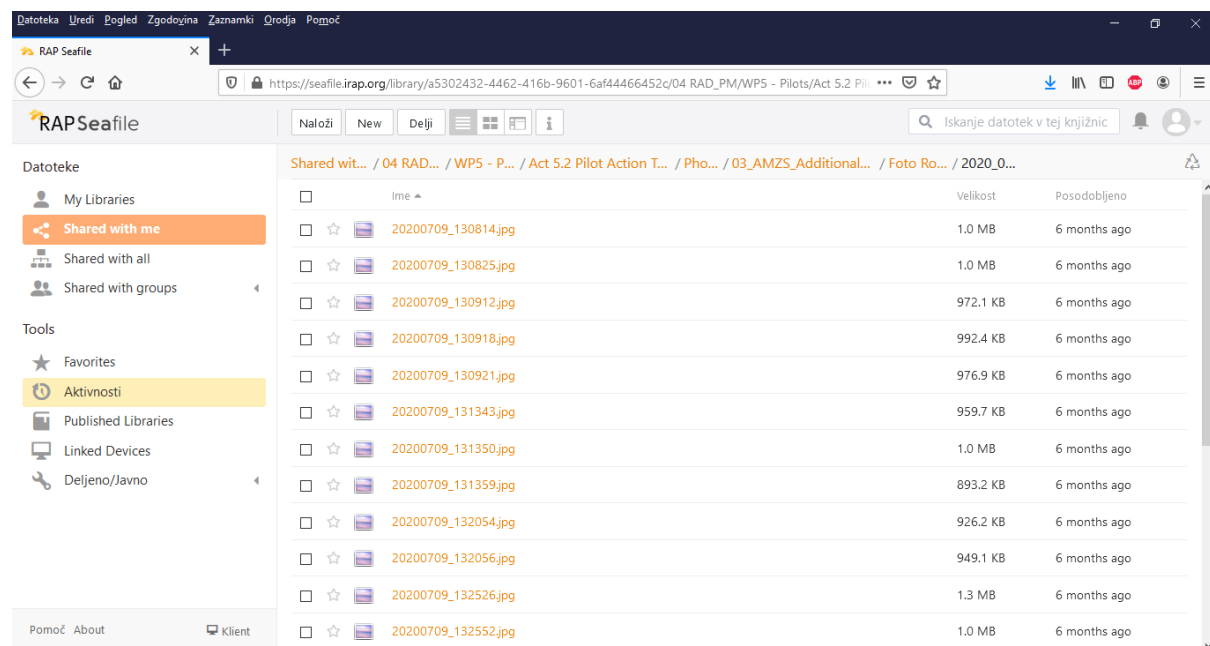 Datoteka Uredi Pogled Zgodovina Zaznamki Orodja Pomoč
RAP Seafile
https://seafile.irap.org/library/a5302432-4462-416b-9601-6af44466452c/04 RAD_PM/WP5 - Pilots/Act 5.2 Pil
ABP
RAPSeafile
Naloži New Delji
Iskanje datotek v tej knjižnic
Datoteke
My Libraries
Shared with me
Shared with all
Shared with groups
Tools
Favorites
Aktivnosti
Published Libraries
Linked Devices
Deljeno/Javno
Pomoč About Klient
Shared wit... / 04 RAD... / WP5 - P... / Act 5.2 Pilot Action T... / Pho... / 03_AMZS_Additional... / Foto Ro... / 2020_0...
Ime Velikost Posodobljeno
20200709_130814.jpg 1.0 MB 6 months ago
20200709_130825.jpg 1.0 MB 6 months ago
20200709_130912.jpg 972.1 KB 6 months ago
20200709_130918.jpg 992.4 KB 6 months ago
20200709_130921.jpg 976.9 KB 6 months ago
20200709_131343.jpg 959.7 KB 6 months ago
20200709_131350.jpg 1.0 MB 6 months ago
20200709_131359.jpg 893.2 KB 6 months ago
20200709_132054.jpg 926.2 KB 6 months ago
20200709_132056.jpg 949.1 KB 6 months ago
20200709_132526.jpg 1.3 MB 6 months ago
20200709_132552.jpg 1.0 MB 6 months ago